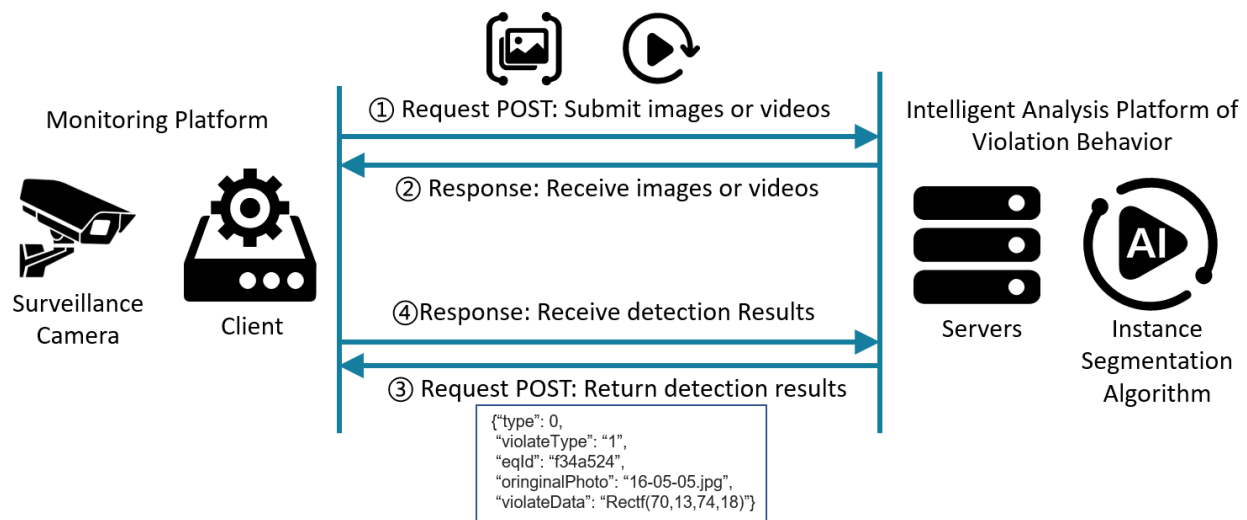 ① Request POST: Submit images or videos
Monitoring Platform
Intelligent Analysis Platform of
Violation Behavior
② Response: Receive images or videos
AI
Surveillance
Camera
Client
④Response: Receive detection Results
Servers
Instance
Segmentation
Algorithm
③ Request POST: Return detection results
{“type”: 0,
“violateType”: “1”,
“eqId”: “f34a524”,
“oringinalPhoto”: “16-05-05.jpg”,
“violateData”: “Rectf(70,13,74,18)”}